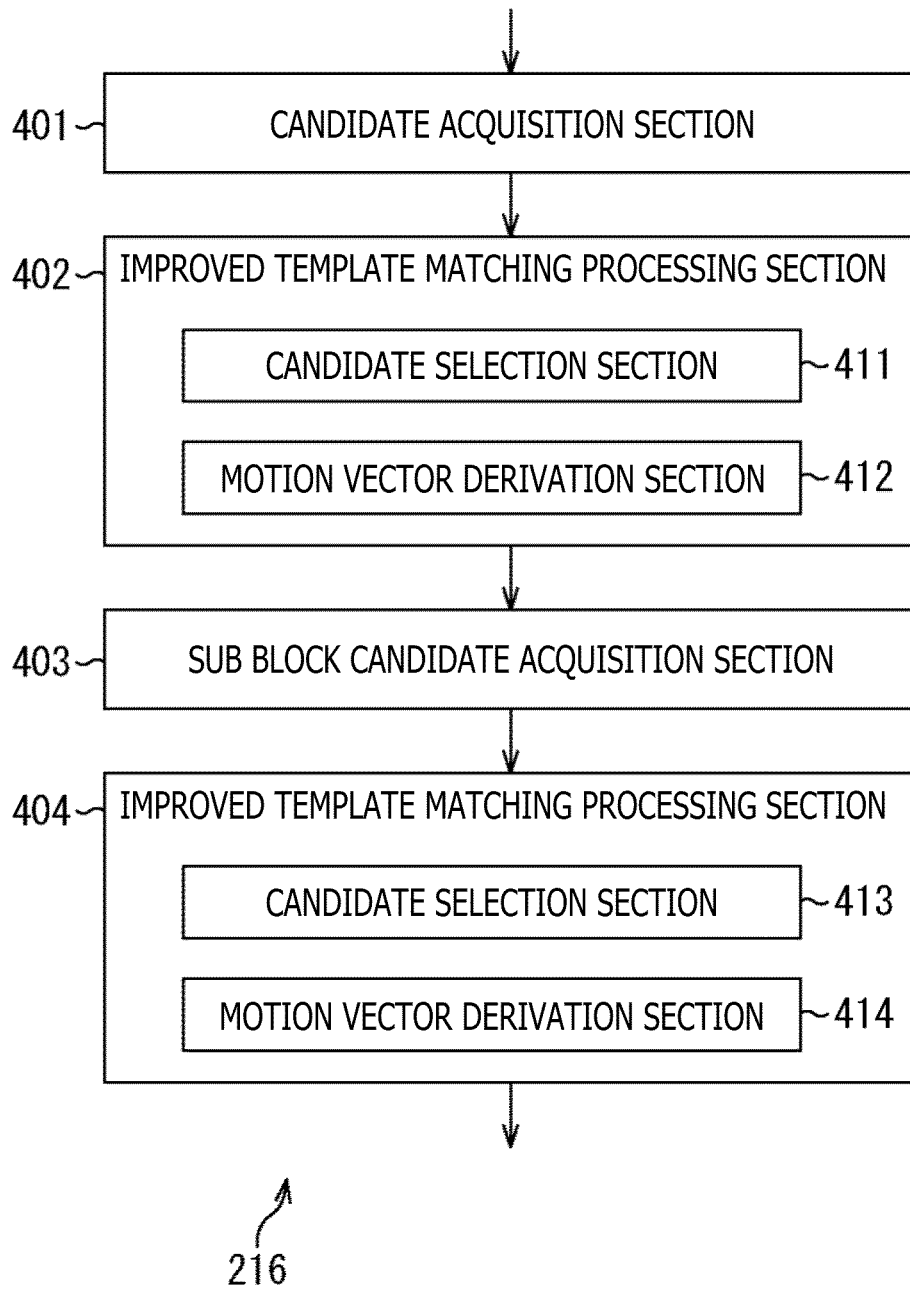 401 CANDIDATE ACQUISITION SECTION
402 IMPROVED TEMPLATE MATCHING PROCESSING SECTION
CANDIDATE SELECTION SECTION 411
MOTION VECTOR DERIVATION SECTION 412
403 SUB BLOCK CANDIDATE ACQUISITION SECTION
404 IMPROVED TEMPLATE MATCHING PROCESSING SECTION
CANDIDATE SELECTION SECTION 413
MOTION VECTOR DERIVATION SECTION 414
216